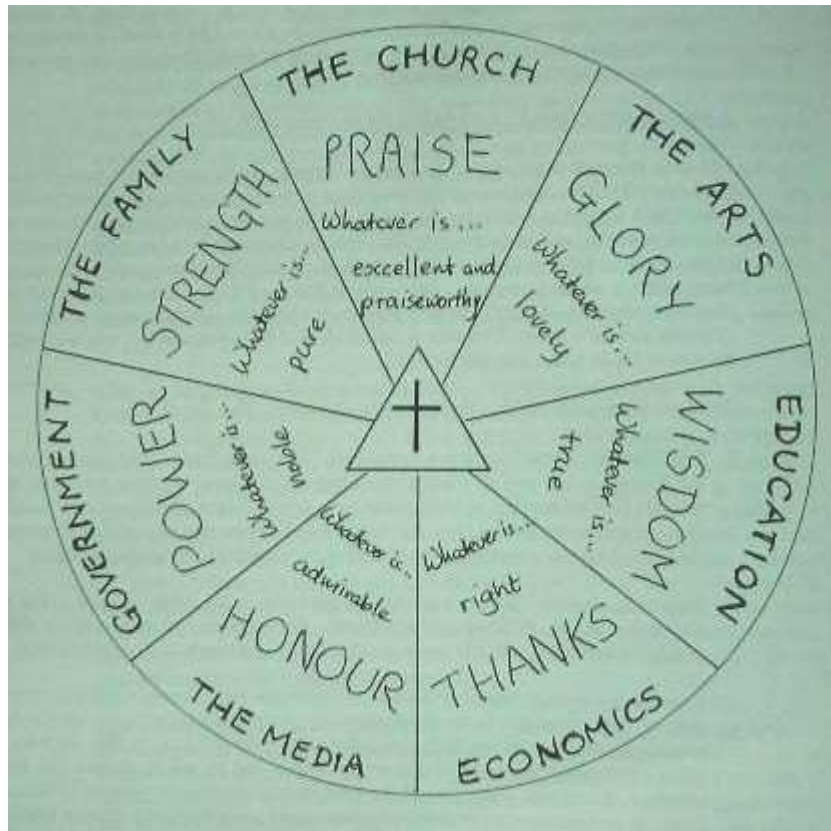 THE CHURCH
PRAISE
Whatever is...
excellent and
praiseworthy
THE ARTS
GLORY
Whatever is...
lovely
EDUCATION
WISDOM
Whatever is...
true
ECONOMICS
THANKS
Whatever is...
right
THE MEDIA
HONOUR
Whatever is...
admirable
GOVERNMENT
POWER
Whatever is...
noble
THE FAMILY
STRENGTH
Whatever is...
pure